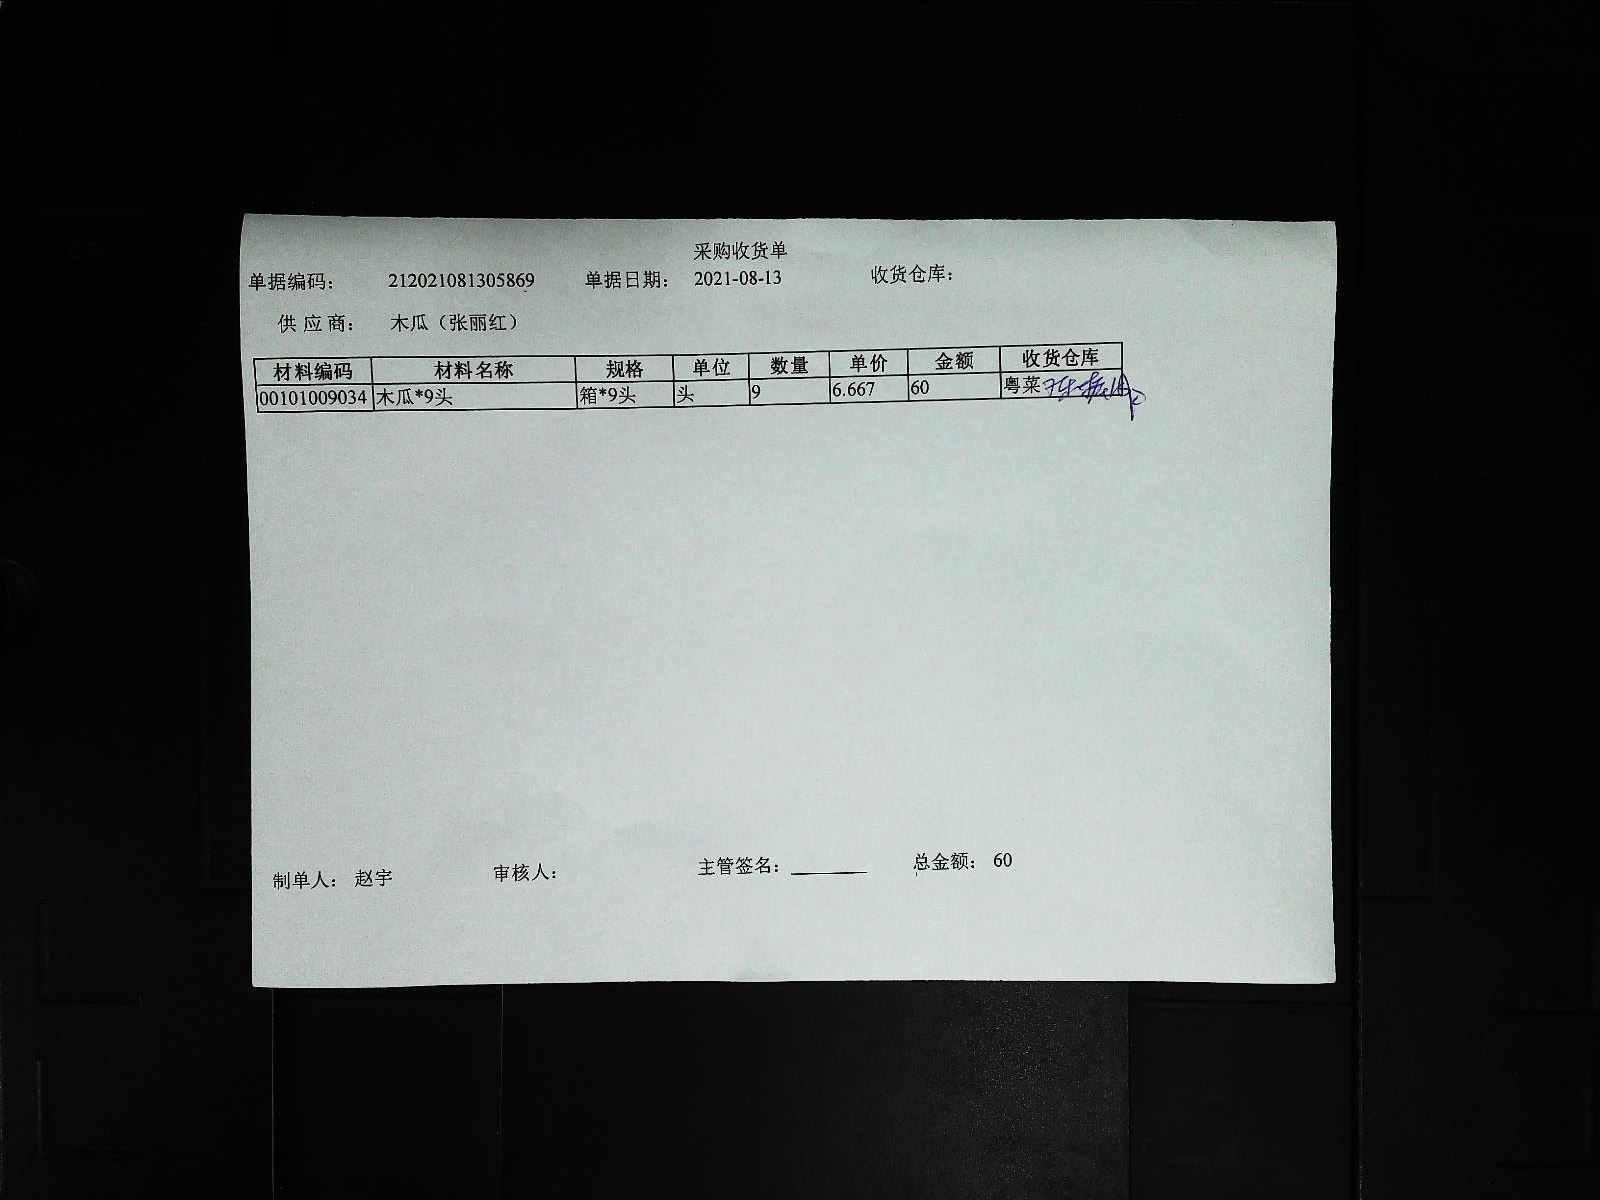 采购收货单
单据编码： 212021081305869 单据日期： 2021-08-13 收货仓库：
供应商： 木瓜（张丽红）
材料编码 材料名称 规格 单位 数量 单价 金额 收货仓库
00101009034 木瓜*9头 箱*9头 头 9 6.667 60 粤菜
制单人： 赵宇 审核人： 主管签名： 总金额： 60